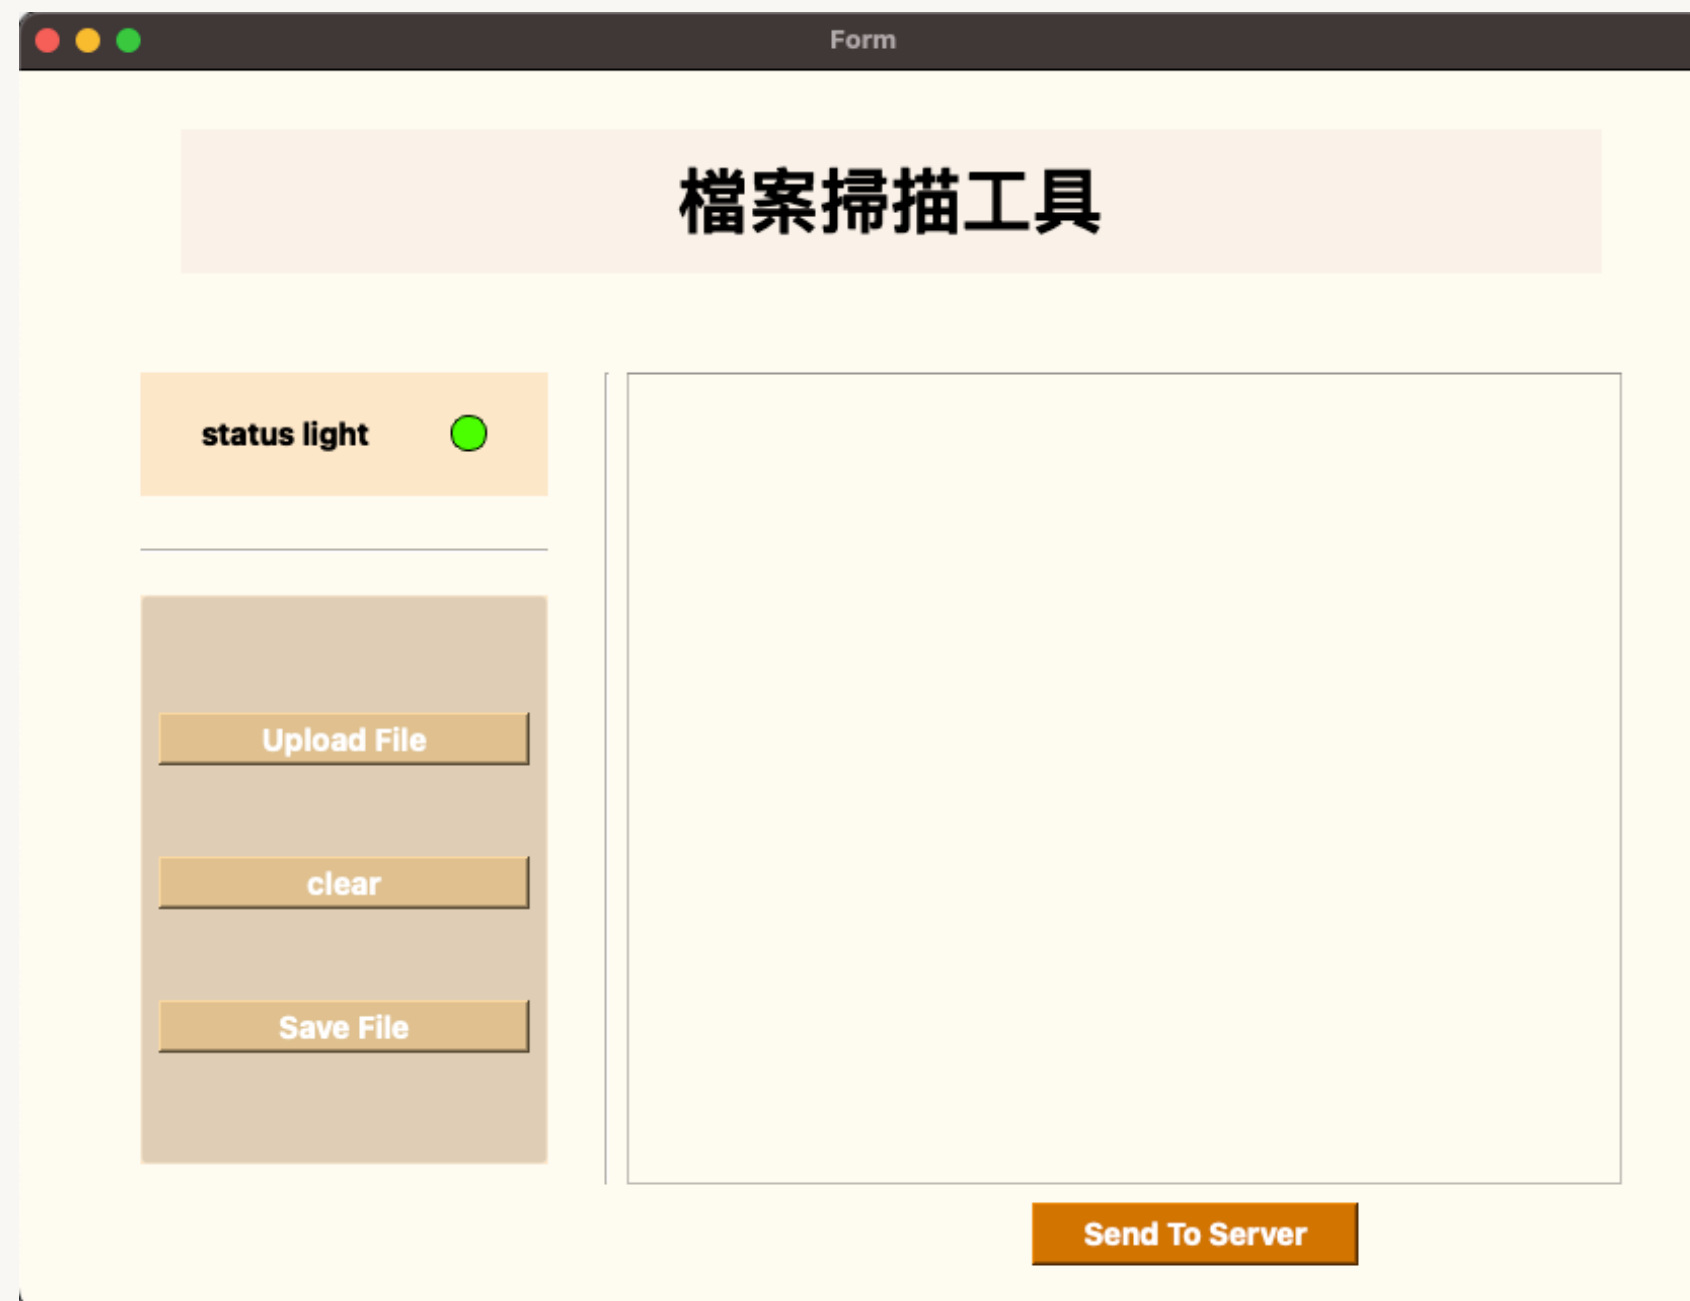 Form
檔案掃描工具
status light
Upload File
clear
Save File
Send To Server